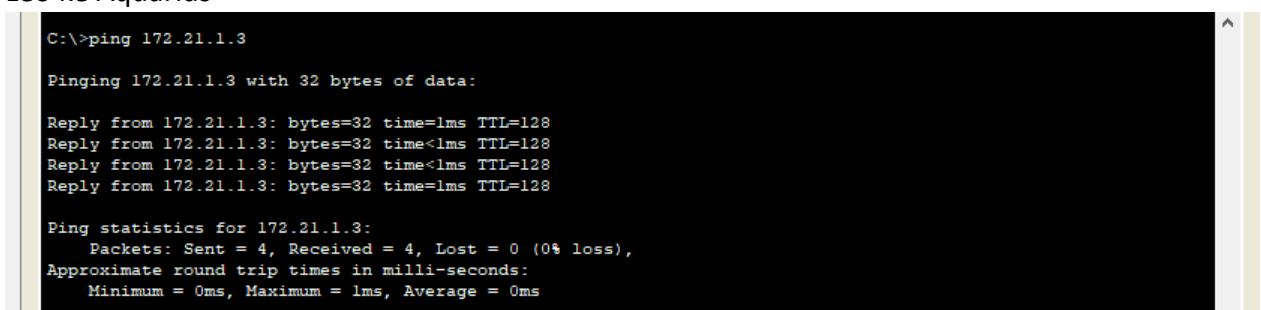 C:\>ping 172.21.1.3
Pinging 172.21.1.3 with 32 bytes of data:
Reply from 172.21.1.3: bytes=32 time=1ms TTL=128
Reply from 172.21.1.3: bytes=32 time<1ms TTL=128
Reply from 172.21.1.3: bytes=32 time<1ms TTL=128
Reply from 172.21.1.3: bytes=32 time=1ms TTL=128
Ping statistics for 172.21.1.3:
Packets: Sent = 4, Received = 4, Lost = 0 (0% loss),
Approximate round trip times in milli-seconds:
Minimum = 0ms, Maximum = 1ms, Average = 0ms